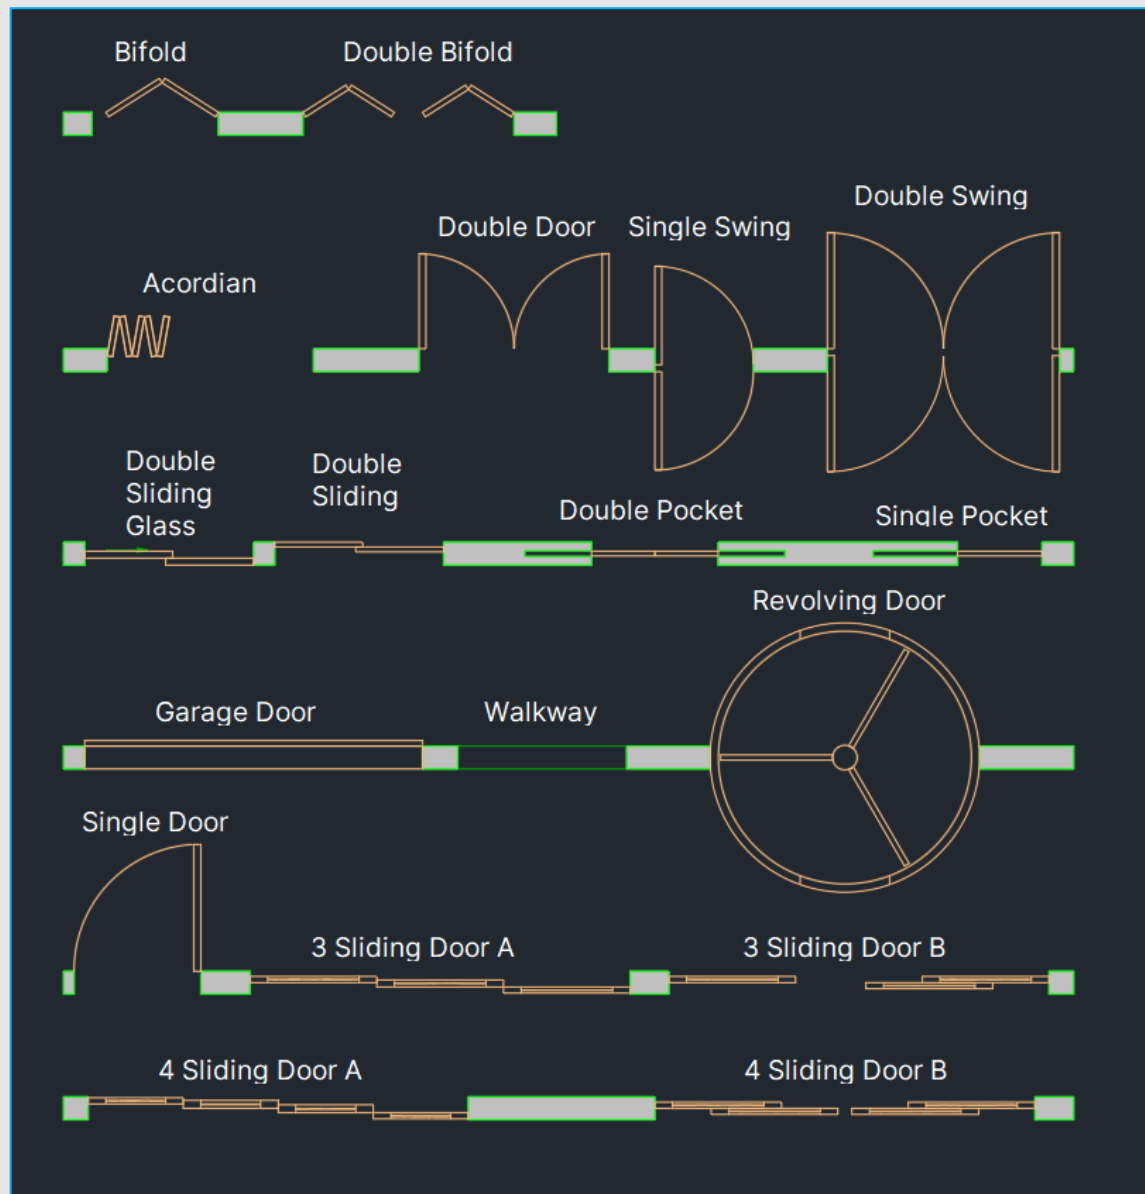 Bifold
Double Bifold
Double Swing
Double Door
Single Swing
Acordian
Double
Sliding
Glass
Double
Sliding
Double Pocket
Single Pocket
Revolving Door
Garage Door
Walkway
Single Door
3 Sliding Door A
3 Sliding Door B
4 Sliding Door A
4 Sliding Door B